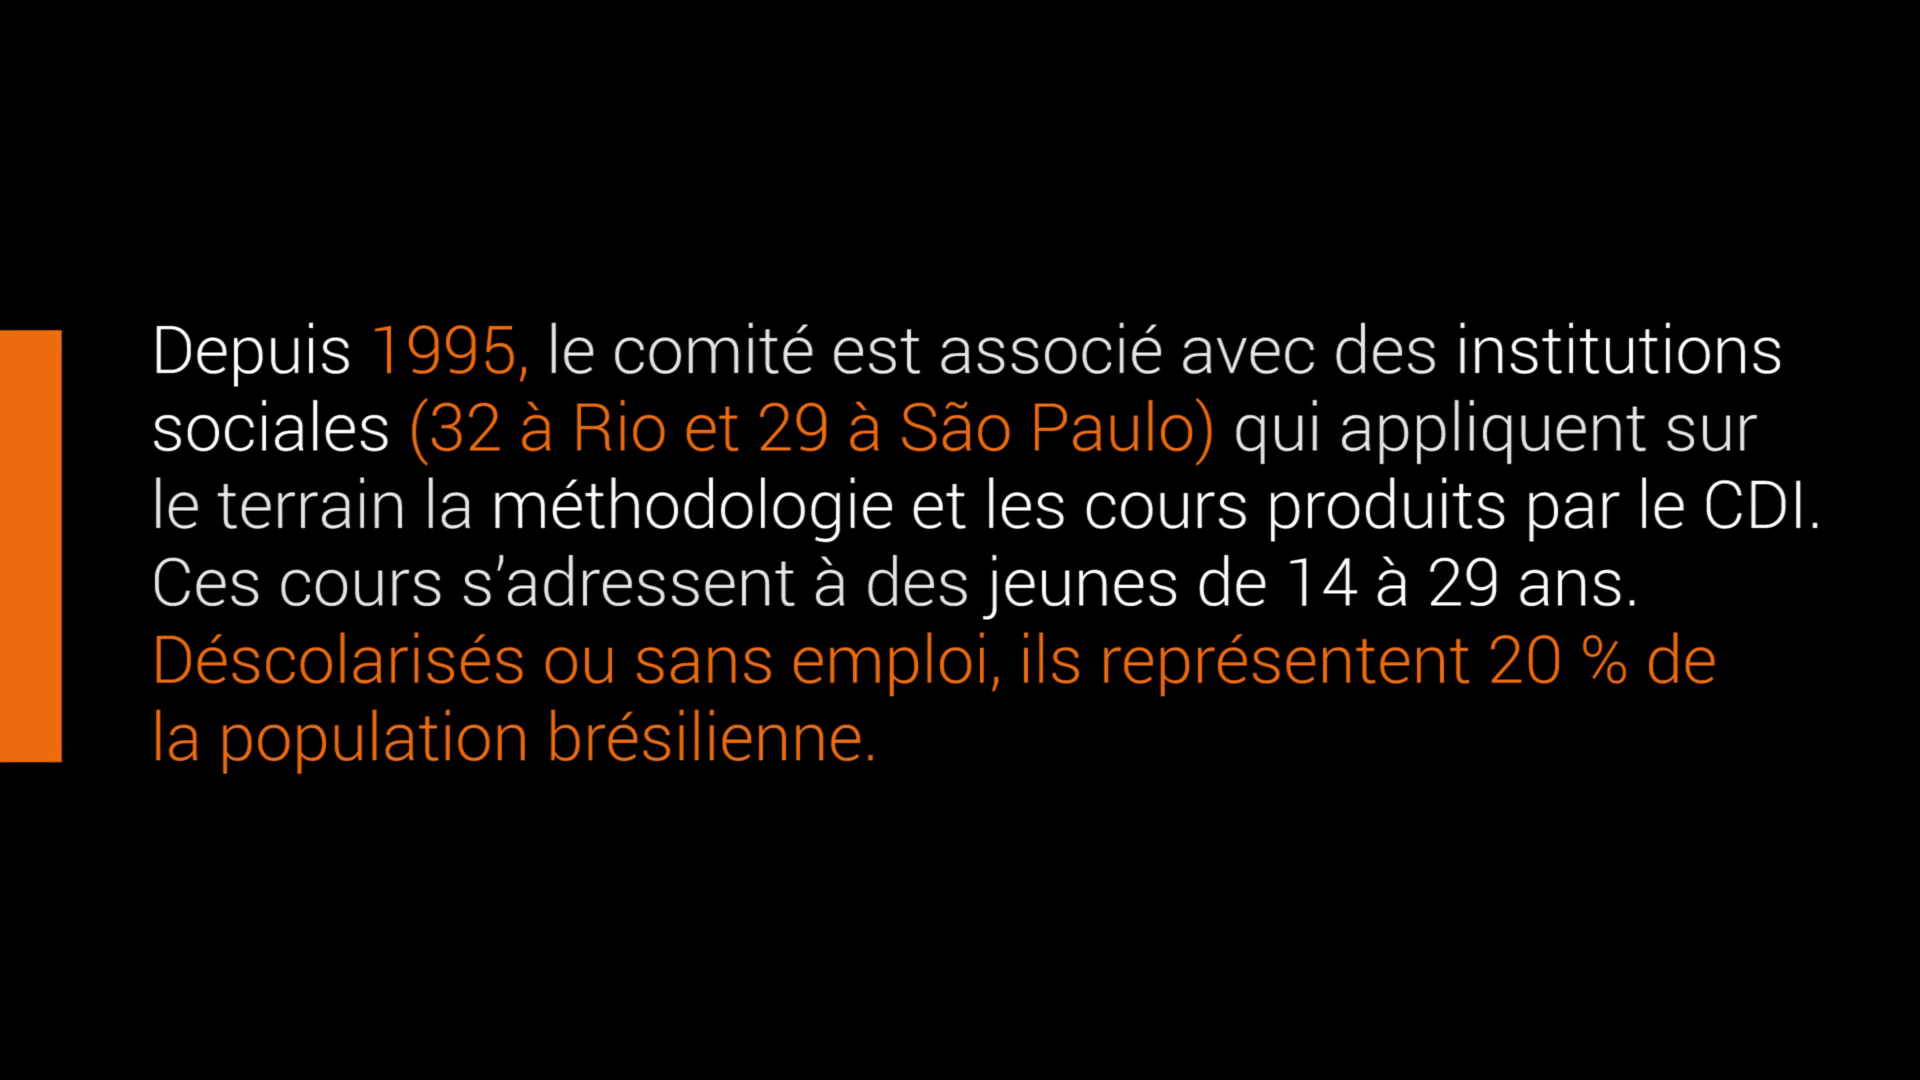 Depuis 1995, le comité est associé avec des institutions
sociales (32 à Rio et 29 à São Paulo) qui appliquent sur
le terrain la méthodologie et les cours produits par le CDI.
Ces cours s’adressent à des jeunes de 14 à 29 ans.
Déscolarisés ou sans emploi, ils représentent 20 % de
la population brésilienne.